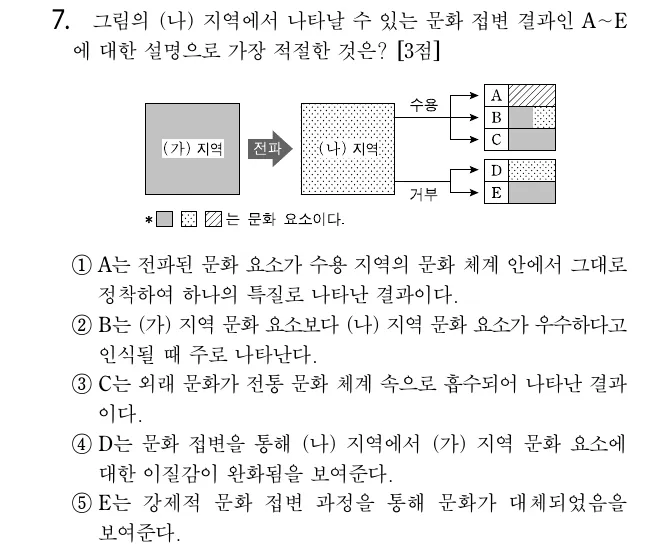 7. 그림의 (나) 지역에서 나타날 수 있는 문화 접변 결과인 A~E
에 대한 설명으로 가장 적절한 것은? [3점]
(가) 지역
전파
(나) 지역
수용
거부
A
B
C
D
E
*는 문화 요소이다.
① A는 전파된 문화 요소가 수용 지역의 문화 체계 안에서 그대로
정착하여 하나의 특질로 나타난 결과이다.
② B는 (가) 지역 문화 요소보다 (나) 지역 문화 요소가 우수하다고
인식될 때 주로 나타난다.
③ C는 외래 문화가 전통 문화 체계 속으로 흡수되어 나타난 결과
이다.
④ D는 문화 접변을 통해 (나) 지역에서 (가) 지역 문화 요소에
대한 이질감이 완화됨을 보여준다.
⑤ E는 강제적 문화 접변 과정을 통해 문화가 대체되었음을
보여준다.